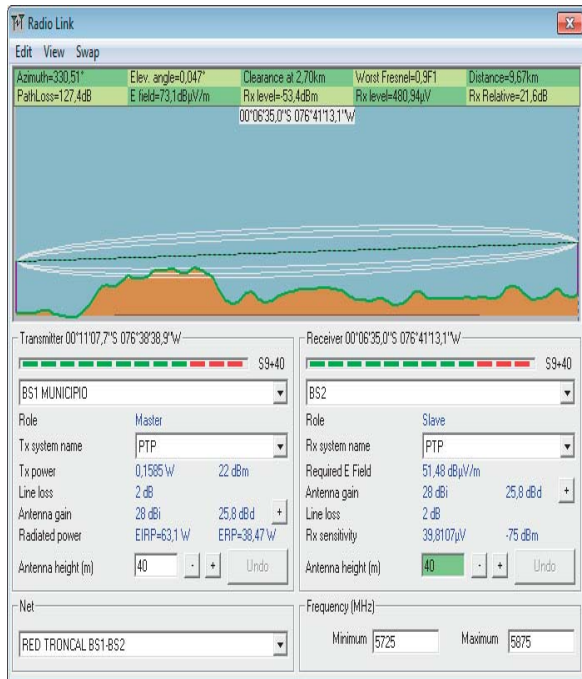 Radio Link
Edit View Swap
Azimuth=330,51° Elev. angle=0,047° Clearance at 2,70km Worst Fresnel=0,9F1 Distance=9,67km
PathLoss=127,4dB E field=73,1dBµV/m Rx level=-53,4dBm Rx level=480,94µV Rx Relative=21,6dB
00°06'35,0"S 076°41'13,1"W
Transmitter 00°11'07,7"S 076°38'38,9"W
S9+40
BS1 MUNICIPIO
Role Master
Tx system name PTP
Tx power 0,1585 W 22 dBm
Line loss 2 dB
Antenna gain 28 dBi 25,8 dBd +
Radiated power EIRP=63,1 W ERP=38,47 W
Antenna height (m) 40 - + Undo
Net
RED TRONCAL BS1-BS2
Receiver 00°06'35,0"S 076°41'13,1"W
S9+40
BS2
Role Slave
Rx system name PTP
Required E Field 51,48 dBµV/m
Antenna gain 28 dBi 25,8 dBd +
Line loss 2 dB
Rx sensitivity 39,8107µV -75 dBm
Antenna height (m) 40 - + Undo
Frequency (MHz)
Minimum 5725 Maximum 5875